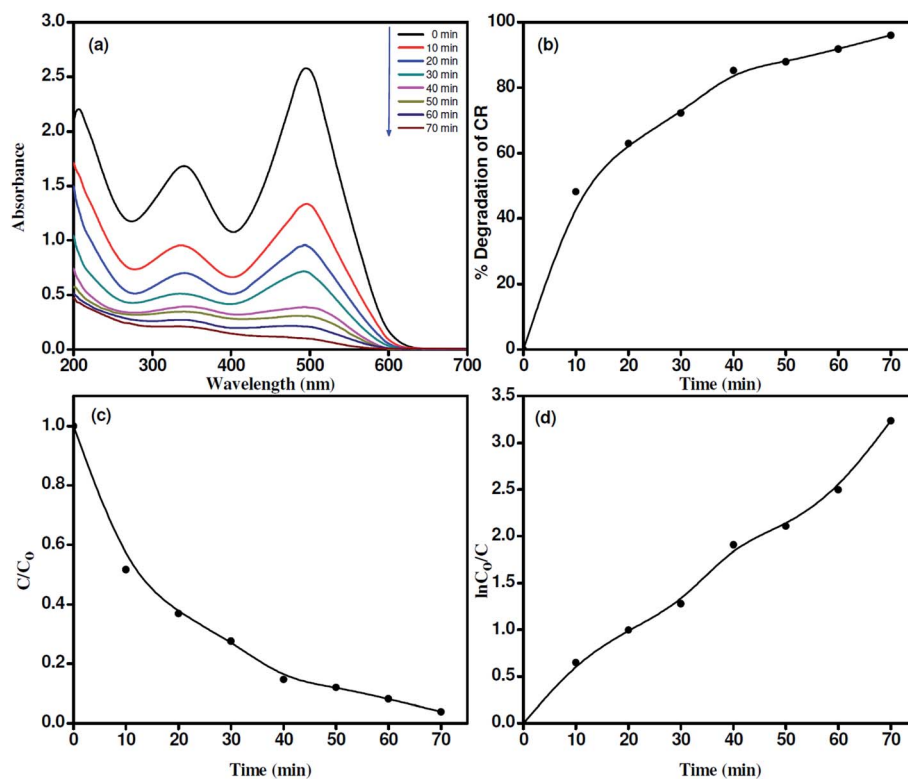 (a)
3.0
2.5
2.0
1.5
1.0
0.5
0.0
Absorbance
200 300 400 500 600 700
Wavelength (nm)
0 min
10 min
20 min
30 min
40 min
50 min
60 min
70 min
(b)
100
80
60
40
20
0
% Degradation of CR
0 10 20 30 40 50 60 70
Time (min)
(c)
1.0
0.8
0.6
0.4
0.2
0.0
C/Co
0 10 20 30 40 50 60 70
Time (min)
(d)
3.5
3.0
2.5
2.0
1.5
1.0
0.5
0.0
lnCo/C
0 10 20 30 40 50 60 70
Time (min)